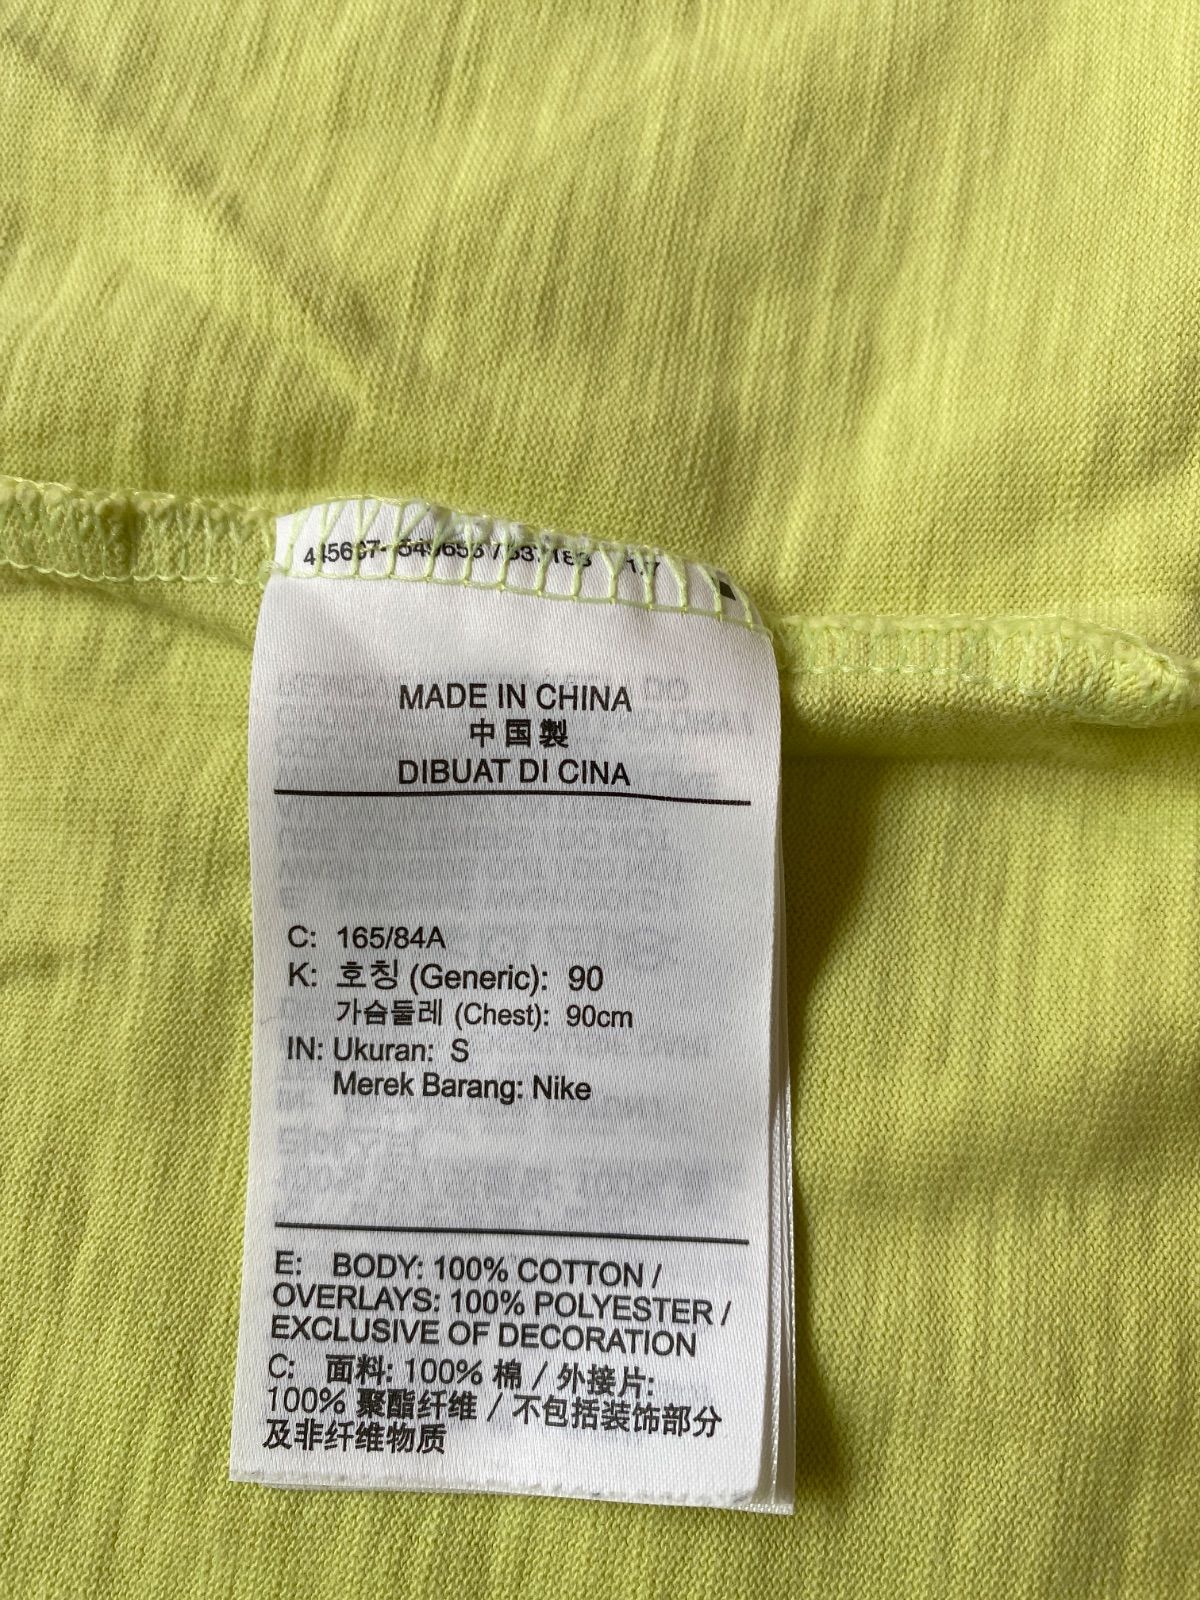 MADE IN CHINA
中国製
DIBUAT DI CINA
C: 165/84A
K: 호칭 (Generic): 90
가슴둘레 (Chest): 90cm
IN: Ukuran: S
Merek Barang: Nike
E: BODY: 100% COTTON /
OVERLAYS: 100% POLYESTER /
EXCLUSIVE OF DECORATION
C: 面料: 100% 棉 / 外接片:
100% 聚酯纤维 / 不包括装饰部分
及非纤维物质